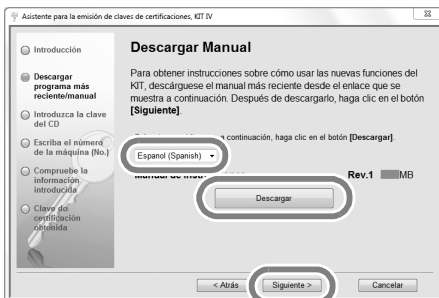 Asistente para la emisión de claves de certificaciones, KIT IV
Introducción
Descargar
programa más
reciente/manual
Introduzca la clave
del CD
Escriba el número
de la máquina (No.)
Compruebe la
información
introducida
Clave de
certificación
obtenida
Descargar Manual
Para obtener instrucciones sobre cómo usar las nuevas funciones del
KIT, descárguese el manual más reciente desde el enlace que se
muestra a continuación. Después de descargarlo, haga clic en el botón
[Siguiente].
a continuación, haga clic en el botón [Descargar].
Espanol (Spanish)
Manual de Rev.1 MB
Descargar
< Atrás Siguiente > Cancelar